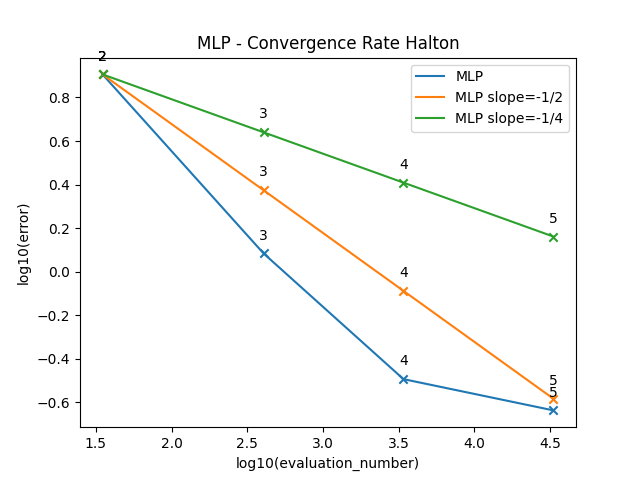 MLP - Convergence Rate Halton
MLP
MLP slope=-1/2
MLP slope=-1/4
2
3
3
3
4
4
4
5
5
5
0.8
0.6
0.4
0.2
0.0
−0.2
−0.4
−0.6
log10(error)
1.5 2.0 2.5 3.0 3.5 4.0 4.5
log10(evaluation_number)